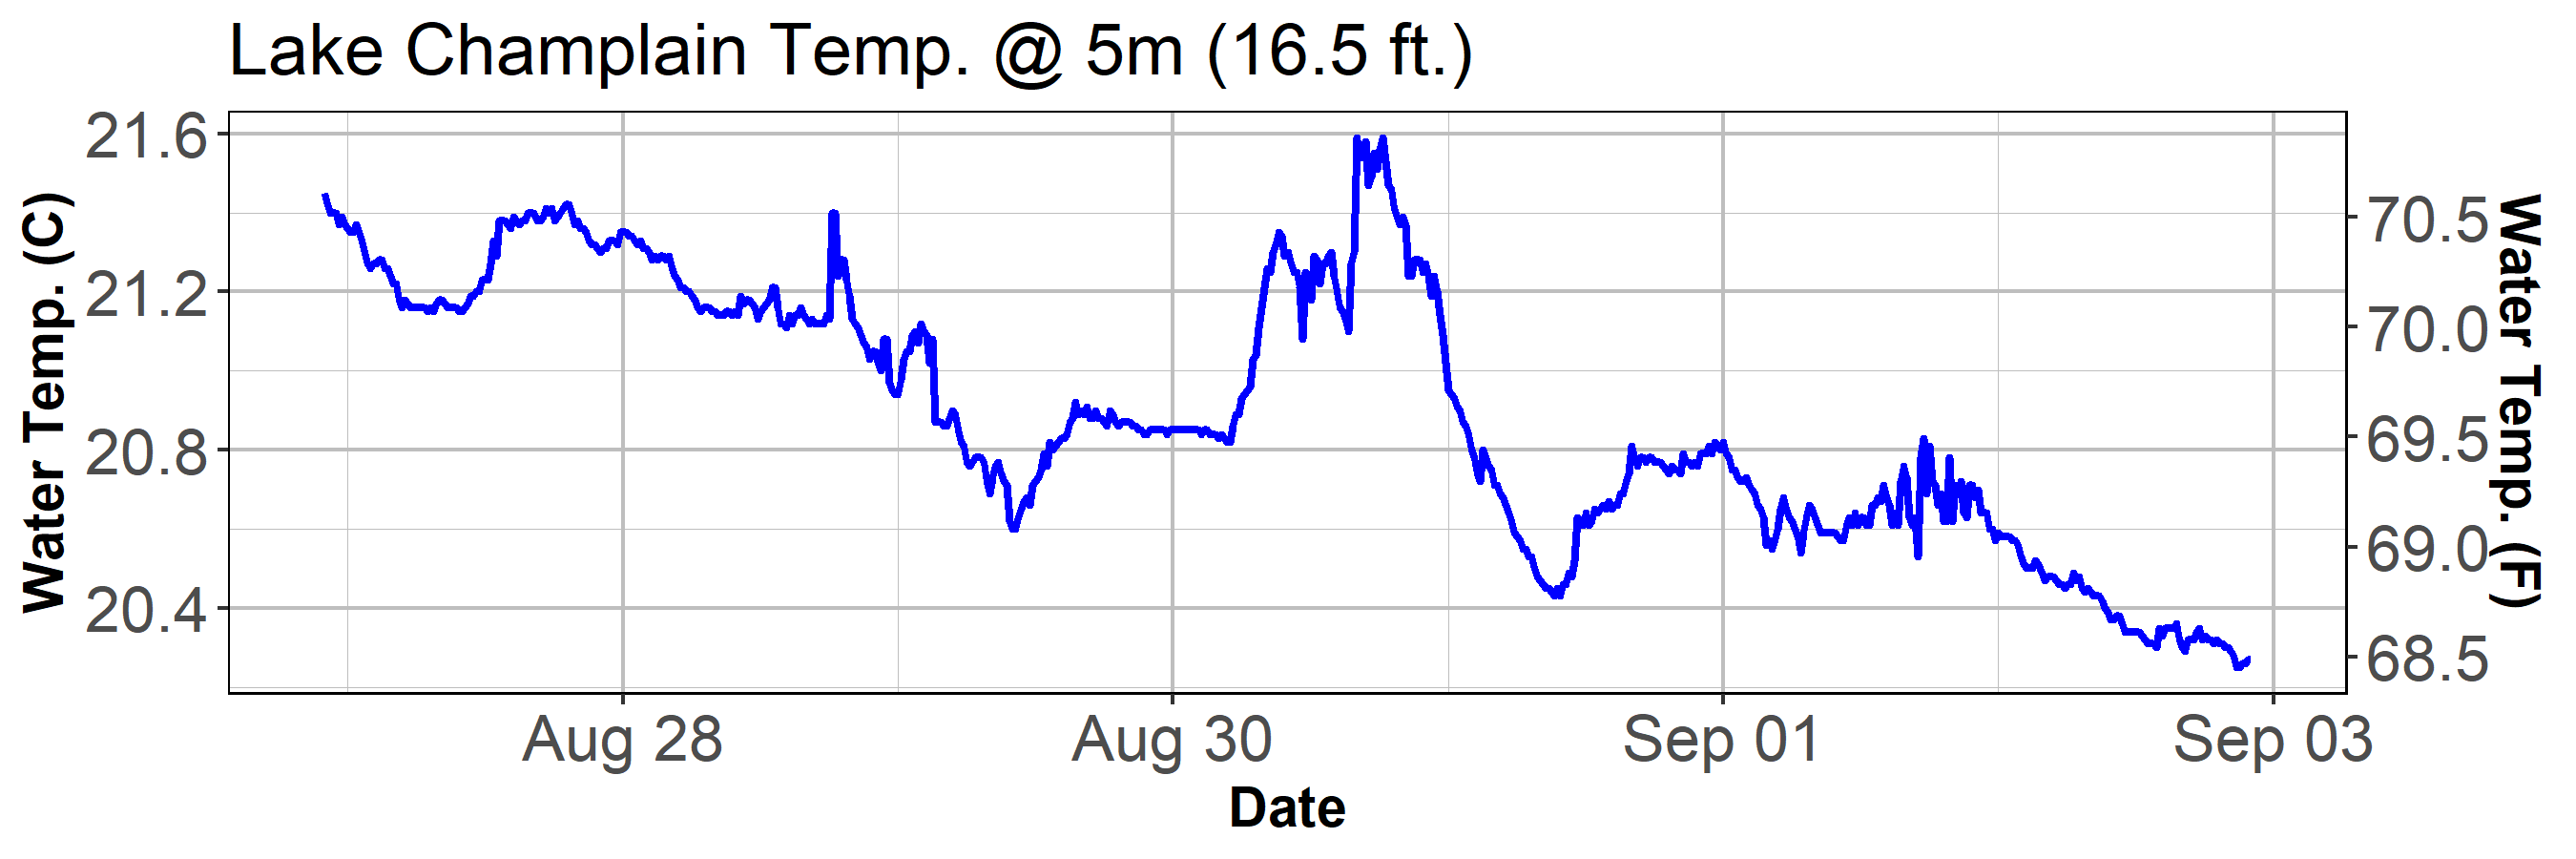 Lake Champlain Temp. @ 5m (16.5 ft.)
Water Temp. (C)
21.6
21.2
20.8
20.4
70.5
70.0
69.5
69.0
68.5
Water Temp. (F)
Aug 28 Aug 30 Sep 01 Sep 03
Date